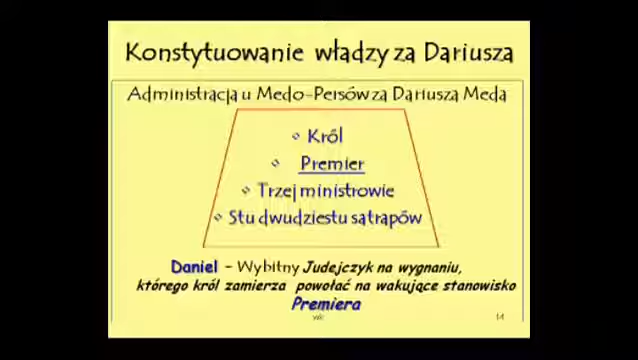 Konstytuowanie władzy za Dariusza
Administracja u Medo-Persów za Dariusza Meda
Król
Premier
Trzej ministrowie
Stu dwudziestu satrapów
Daniel – Wybitny Judejczyk na wygnaniu,
którego król zamierza powołać na wakujące stanowisko
Premiera
wk 14